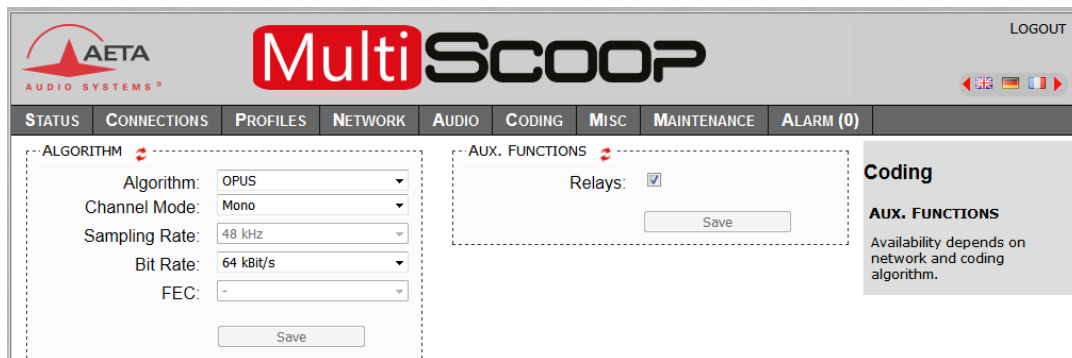 LOGOUT
AETA
AUDIO SYSTEMS®
MultiScoop
STATUS CONNECTIONS PROFILES NETWORK AUDIO CODING MISC MAINTENANCE ALARM (0)
ALGORITHM
Algorithm: OPUS
Channel Mode: Mono
Sampling Rate: 48 kHz
Bit Rate: 64 kBit/s
FEC: -
Save
AUX. FUNCTIONS
Relays:
Save
Coding
AUX. FUNCTIONS
Availability depends on
network and coding
algorithm.